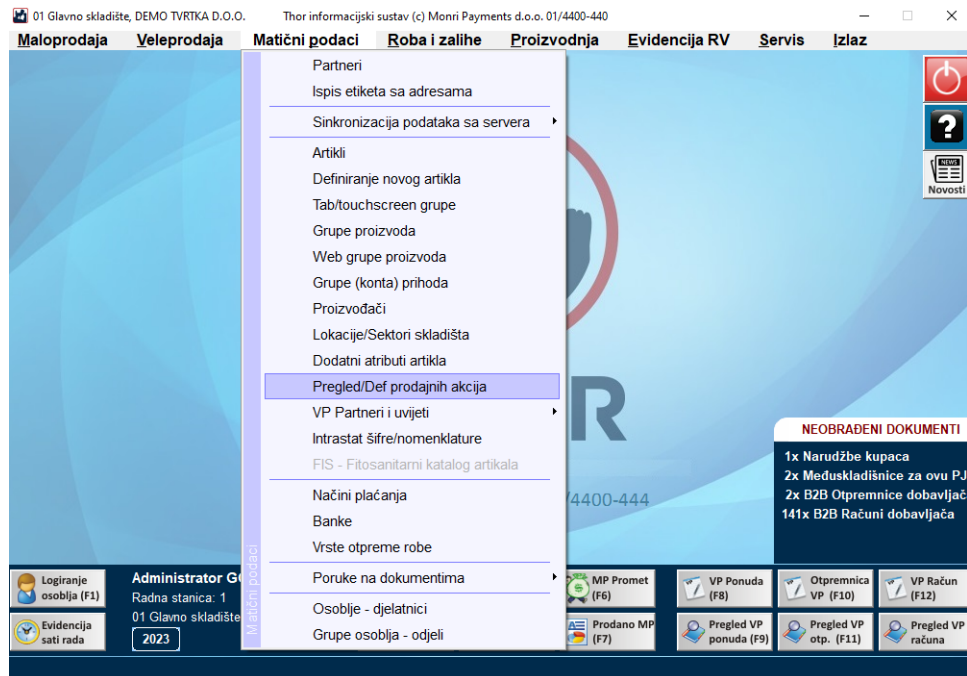 01 Glavno skladište, DEMO TVRTKA D.O.O. Thor informacijski sustav (c) Monri Payments d.o.o. 01/4400-440
Maloprodaja Veleprodaja Matični podaci Roba i zalihe Proizvodnja Evidencija RV Servis Izlaz
Partneri
Ispis etiketa sa adresama
Sinkronizacija podataka sa servera
Artikli
Definiranje novog artikla
Tab/touchscreen grupe
Grupe proizvoda
Web grupe proizvoda
Grupe (konta) prihoda
Proizvođači
Lokacije/Sektori skladišta
Dodatni atributi artikla
Pregled/Def prodajnih akcija
VP Partneri i uvijeti
Intrastat šifre/nomenklature
FIS - Fitosanitarni katalog artikala
Načini plaćanja
Banke
Vrste otpreme robe
Poruke na dokumentima
Osoblje - djelatnici
Grupe osoblja - odjeli
Matični podaci
R
/4400-444
?
NEWS
Novosti
NEOBRAĐENI DOKUMENTI
1x Narudžbe kupaca
2x Međuskladišnice za ovu PJ
2x B2B Otpremnice dobavljač
141x B2B Računi dobavljača
Logiranje
osoblja (F1)
Evidencija
sati rada
Administrator G
Radna stanica: 1
01 Glavno skladište
2023
MP Promet
(F6)
Prodano MP
(F7)
VP Ponuda
(F8)
Pregled VP
ponuda (F9)
Otpremnica
VP (F10)
Pregled VP
otp. (F11)
VP Račun
(F12)
Pregled VP
računa